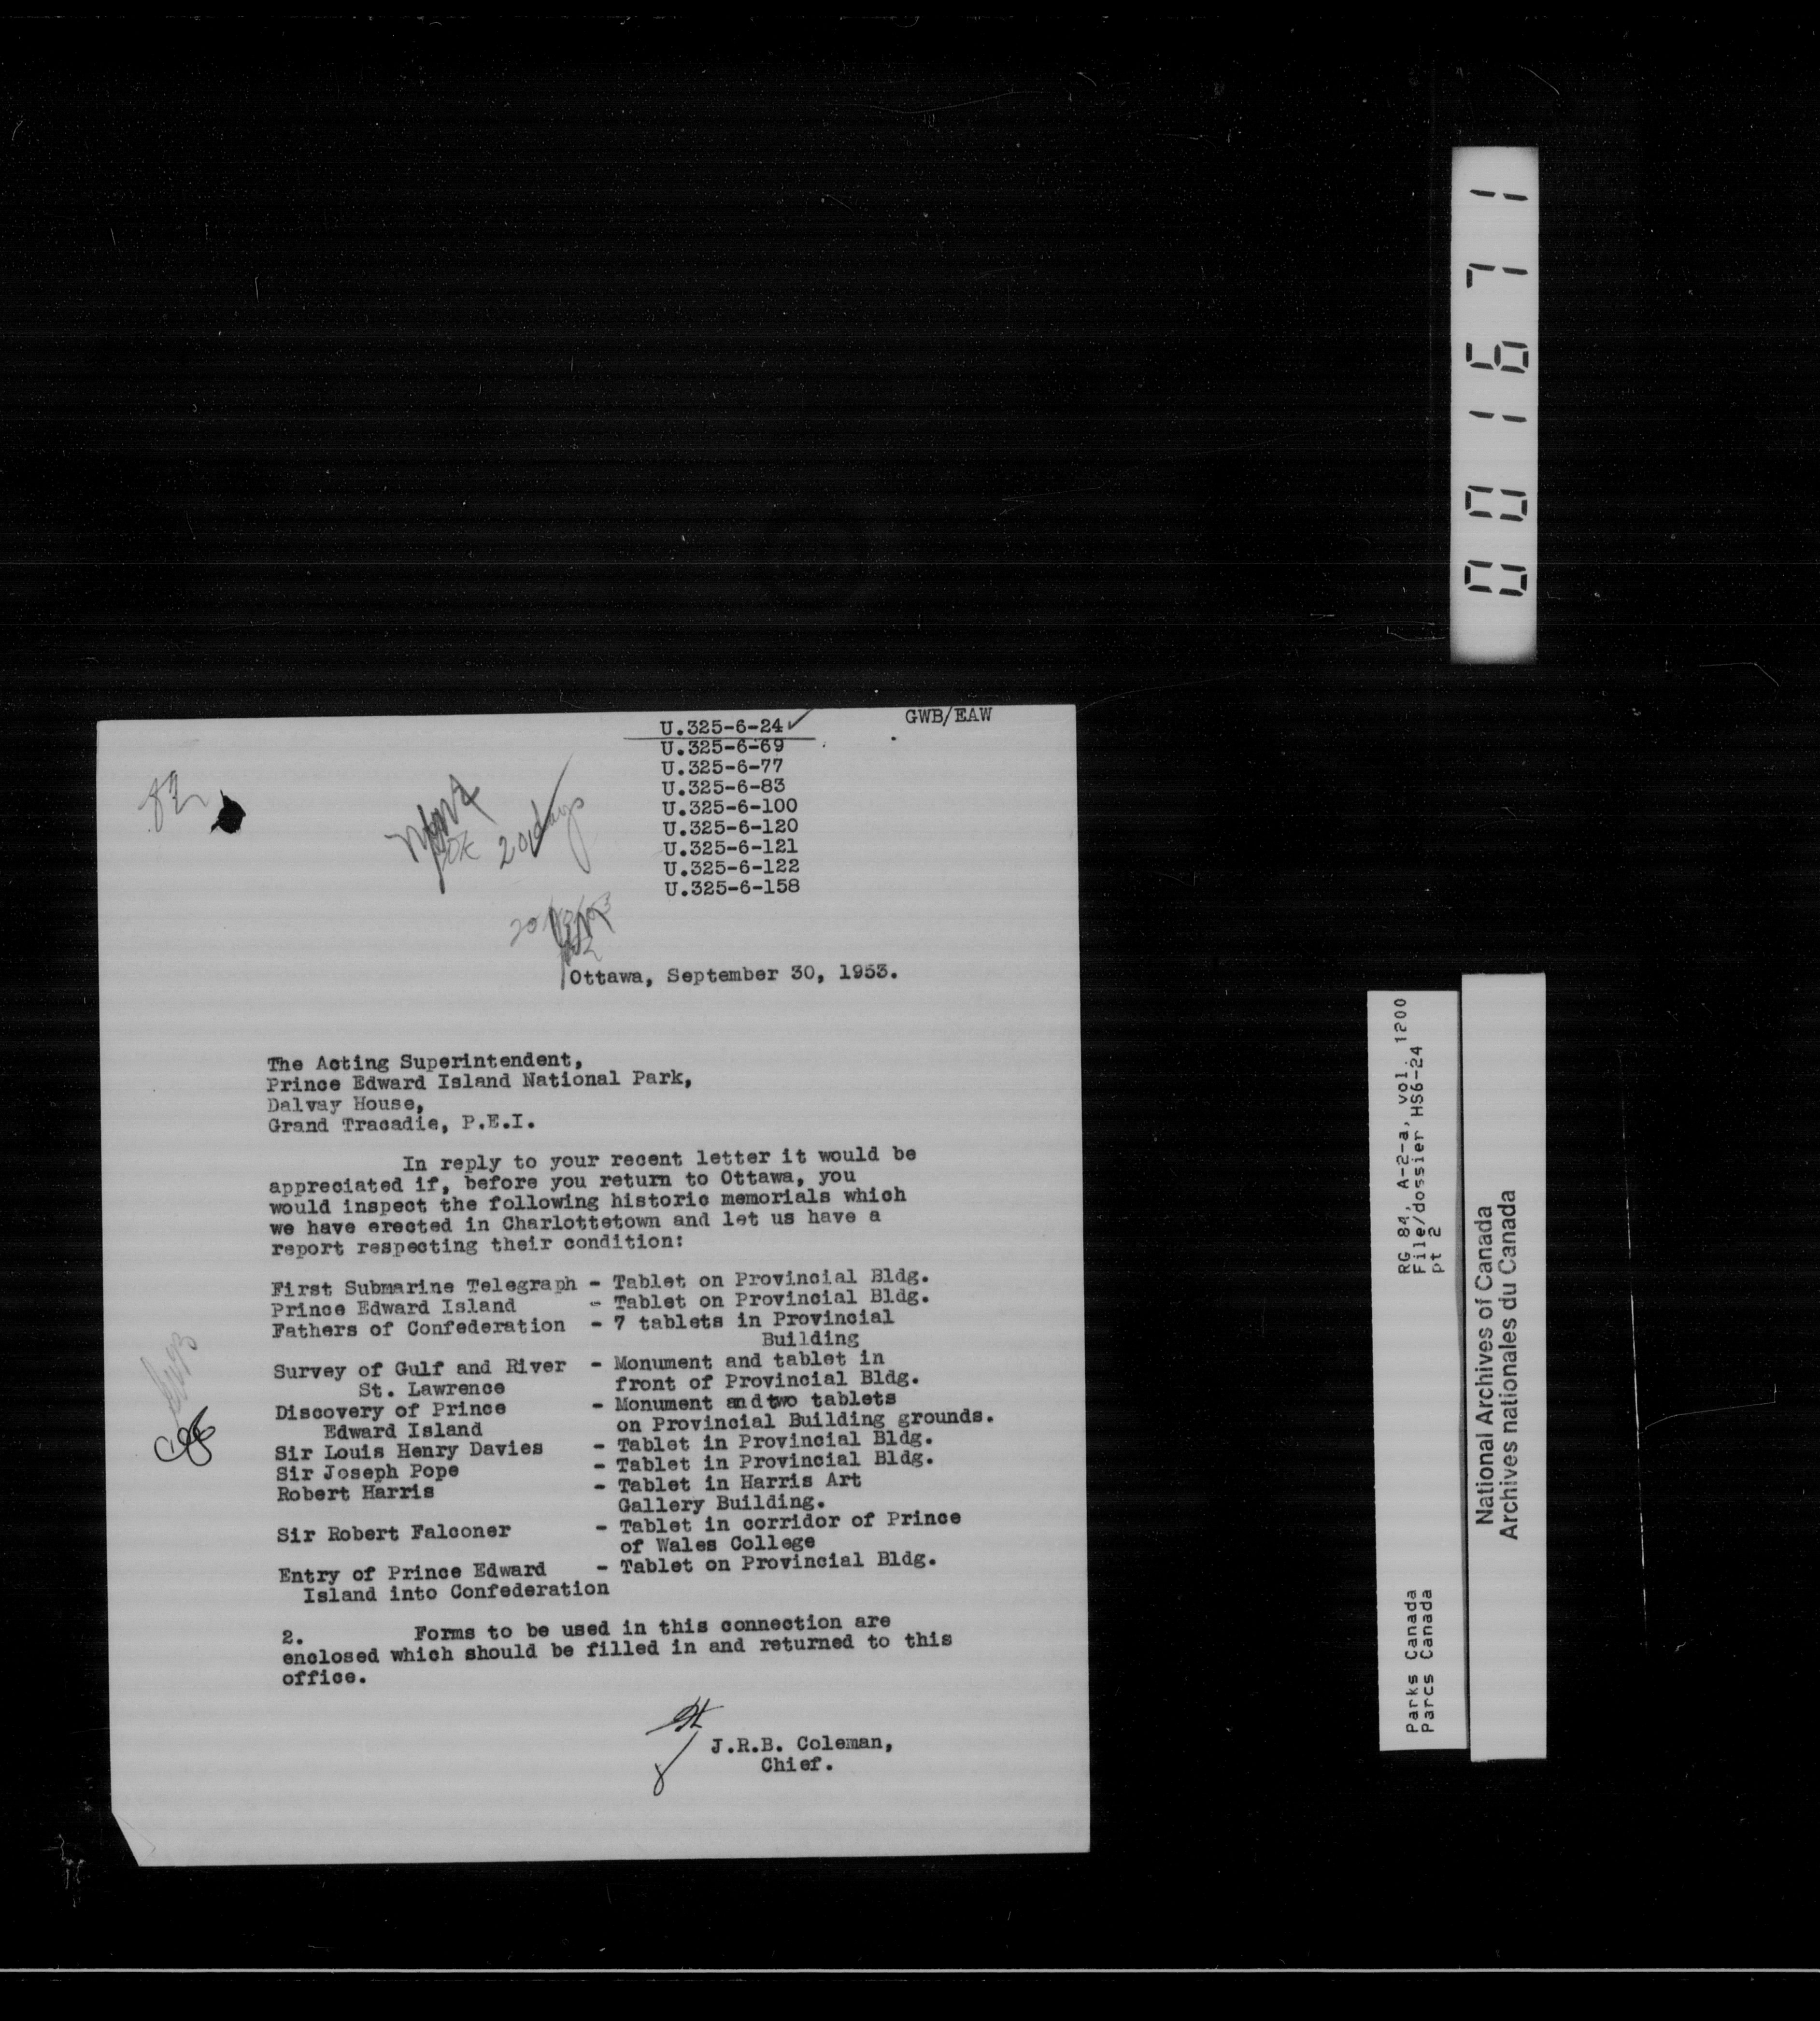 001671
U.325-6-24 GWB/EAW
U.325-6-69
U.325-6-77
U.325-6-83
U.325-6-100
U.325-6-120
U.325-6-121
U.325-6-122
U.325-6-158
82
20 days
Ottawa, September 30, 1953.
The Acting Superintendent,
Prince Edward Island National Park,
Dalvay House,
Grand Tracadie, P.E.I.
In reply to your recent letter it would be
appreciated if, before you return to Ottawa, you
would inspect the following historic memorials which
we have erected in Charlottetown and let us have a
report respecting their condition:
First Submarine Telegraph - Tablet on Provincial Bldg.
Prince Edward Island - Tablet on Provincial Bldg.
Fathers of Confederation - 7 tablets in Provincial
Building
Survey of Gulf and River - Monument and tablet in
St. Lawrence front of Provincial Bldg.
Discovery of Prince - Monument and two tablets
Edward Island on Provincial Building grounds.
Sir Louis Henry Davies - Tablet in Provincial Bldg.
Sir Joseph Pope - Tablet in Provincial Bldg.
Robert Harris - Tablet in Harris Art
Gallery Building.
Sir Robert Falconer - Tablet in corridor of Prince
of Wales College
Entry of Prince Edward - Tablet on Provincial Bldg.
Island into Confederation
2. Forms to be used in this connection are
enclosed which should be filled in and returned to this
office.
J.R.B. Coleman,
Chief.
RG 84, A-2-a, vol. 1200
File/dossier HS6-24
pt 2
Parks Canada
Parcs Canada
National Archives of Canada
Archives nationales du Canada